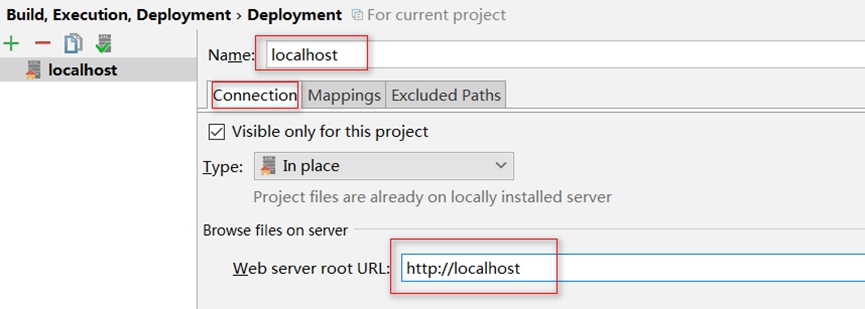 Build, Execution, Deployment › Deployment For current project
localhost
Name: localhost
Connection Mappings Excluded Paths
Visible only for this project
Type: In place
Project files are already on locally installed server
Browse files on server
Web server root URL: http://localhost